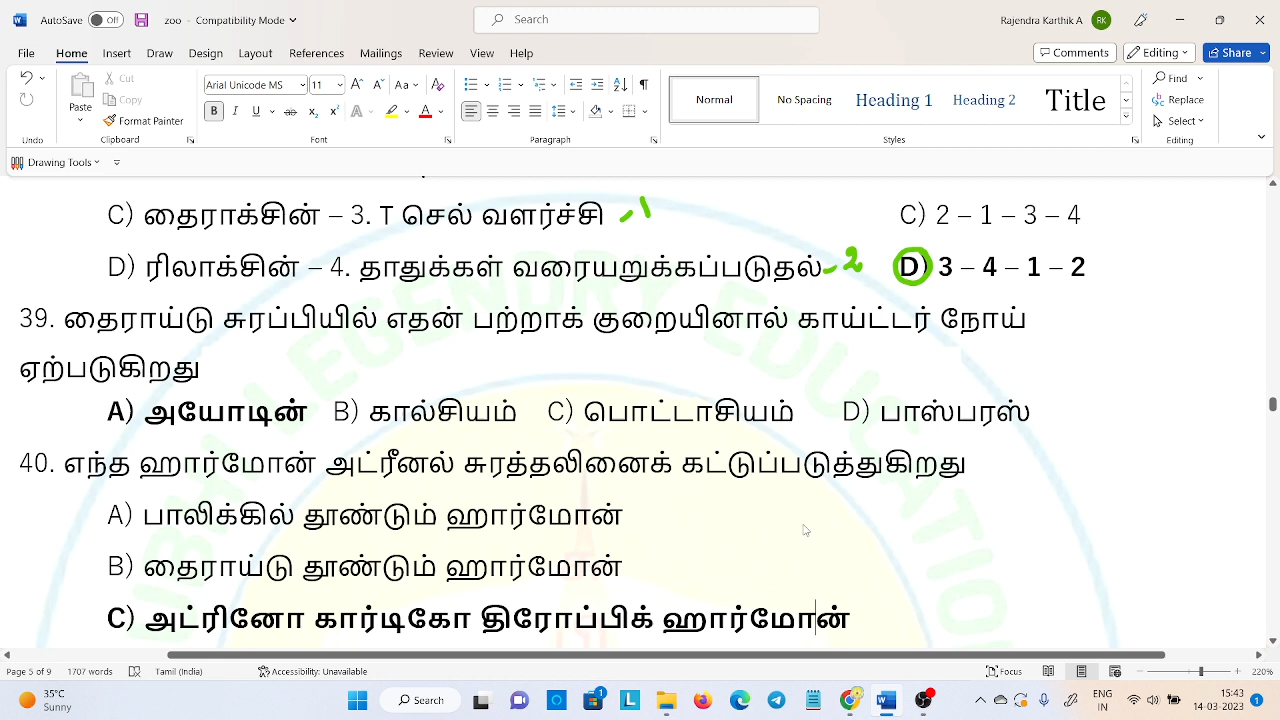 AutoSave Off zoo - Compatibility Mode Search Rajendra Karthik A RK
File Home Insert Draw Design Layout References Mailings Review View Help Comments Editing Share
Paste Cut Copy Format Painter Arial Unicode MS 11 Normal No Spacing Heading 1 Heading 2 Title Find Replace Select
Undo Clipboard Font Paragraph Styles Editing
Drawing Tools
C) தைராக்சின் – 3. T செல் வளர்ச்சி - 1 C) 2 – 1 – 3 – 4
D) ரிலாக்சின் – 4. தாதுக்கள் வரையறுக்கப்படுதல் - 2 D) 3 – 4 – 1 – 2
39. தைராய்டு சுரப்பியில் எதன் பற்றாக் குறையினால் காய்ட்டர் நோய்
ஏற்படுகிறது
A) அயோடின் B) கால்சியம் C) பொட்டாசியம் D) பாஸ்பரஸ்
40. எந்த ஹார்மோன் அட்ரீனல் சுரத்தலினைக் கட்டுப்படுத்துகிறது
A) பாலிக்கில் தூண்டும் ஹார்மோன்
B) தைராய்டு தூண்டும் ஹார்மோன்
C) அட்ரினோ கார்டிகோ திரோப்பிக் ஹார்மோன்
Page 5 of 9 1707 words Tamil (India) Accessibility: Unavailable Focus 220%
35°C Sunny Search ENG IN 15:43 14-03-2023